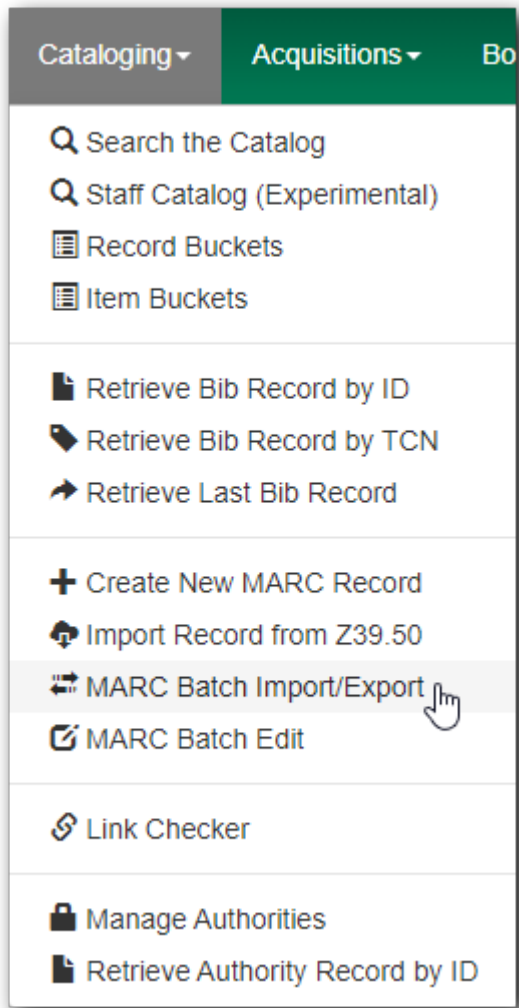 Cataloging Acquisitions Bo
Search the Catalog
Staff Catalog (Experimental)
Record Buckets
Item Buckets
Retrieve Bib Record by ID
Retrieve Bib Record by TCN
Retrieve Last Bib Record
Create New MARC Record
Import Record from Z39.50
MARC Batch Import/Export
MARC Batch Edit
Link Checker
Manage Authorities
Retrieve Authority Record by ID